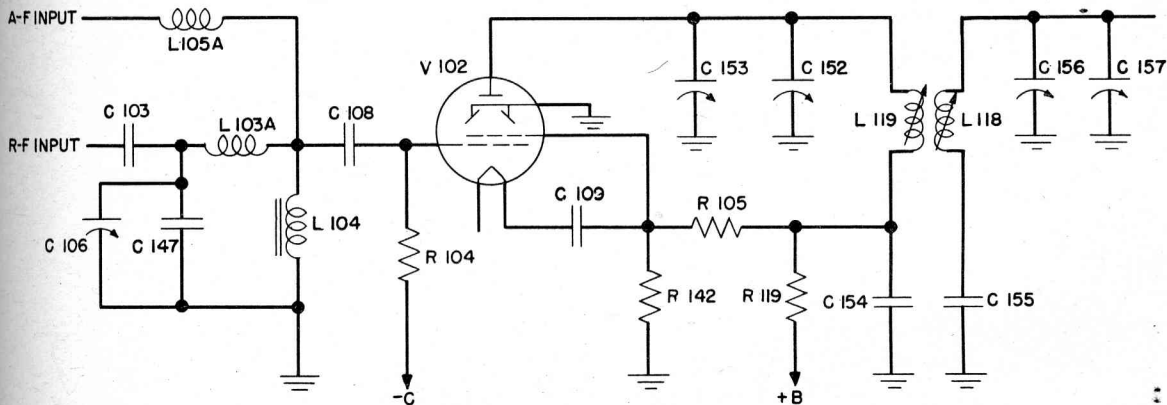 A-F INPUT
L105A
V 102
C 153
C 152
C 156
C 157
C 103
L 103A
C 108
L 119
L 118
R-F INPUT
C 109
R 105
C 106
C 147
L 104
R 104
R 142
R 119
C 154
C 155
-C
+B